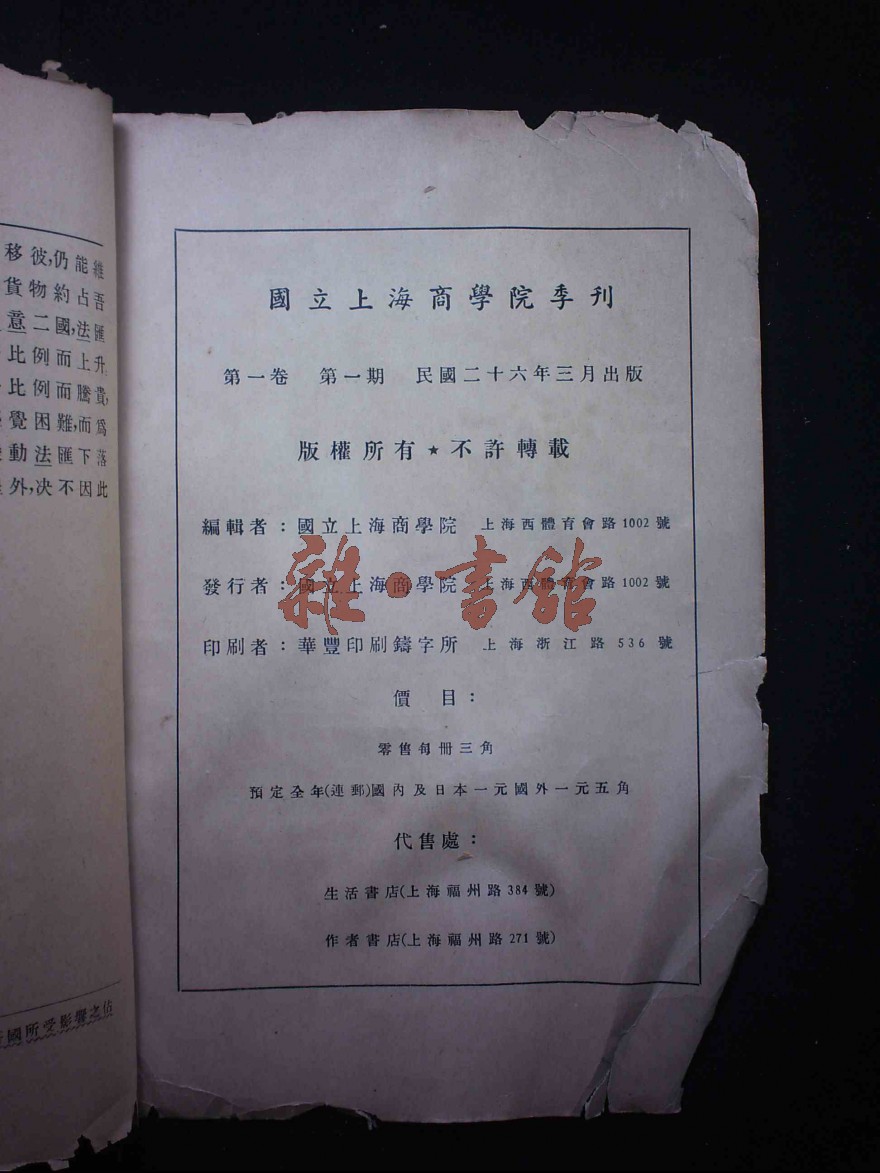 移彼,仍能維
貨物約占吾
意二國,法匯
比例而上升,
比例而騰貴,
覺困難,而爲
動法匯下落
外,決不因此
國所受影響之估
國立上海商學院季刊
第一卷 第一期 民國二十六年三月出版
版權所有★不許轉載
編輯者:國立上海商學院 上海西體育會路1002號
發行者:國立上海商學院 上海西體育會路1002號
雜·書館
印刷者:華豐印刷鑄字所 上海浙江路536號
價目:
零售每冊三角
預定全年(連郵)國內及日本一元國外一元五角
代售處:
生活書店(上海福州路384號)
作者書店(上海福州路271號)